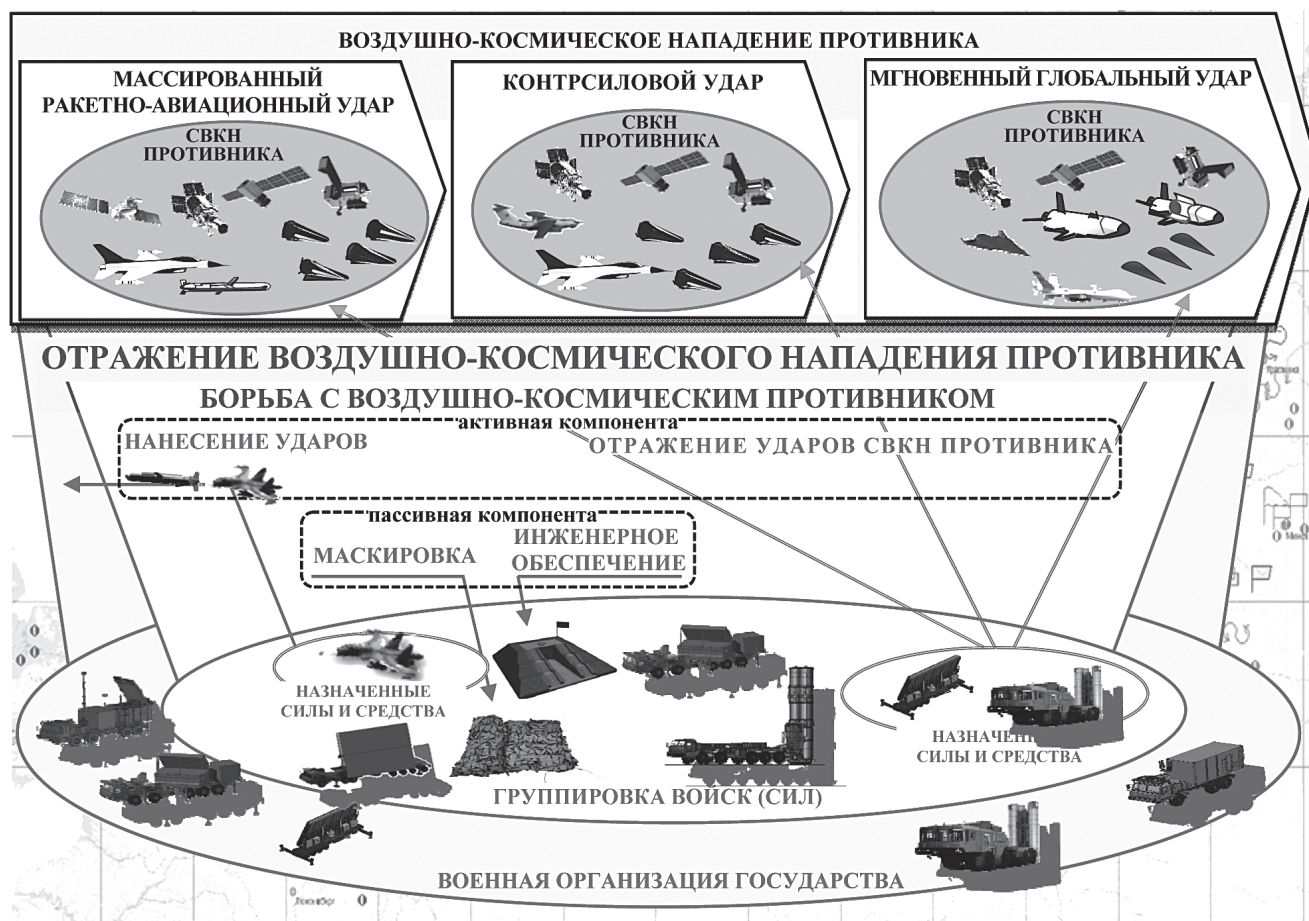 ВОЗДУШНО-КОСМИЧЕСКОЕ НАПАДЕНИЕ ПРОТИВНИКА
МАССИРОВАННЫЙ
РАКЕТНО-АВИАЦИОННЫЙ УДАР
СВКН
ПРОТИВНИКА
КОНТРСИЛОВОЙ УДАР
СВКН
ПРОТИВНИКА
МГНОВЕННЫЙ ГЛОБАЛЬНЫЙ УДАР
СВКН
ПРОТИВНИКА
ОТРАЖЕНИЕ ВОЗДУШНО-КОСМИЧЕСКОГО НАПАДЕНИЯ ПРОТИВНИКА
БОРЬБА С ВОЗДУШНО-КОСМИЧЕСКИМ ПРОТИВНИКОМ
активная компонента
НАНЕСЕНИЕ УДАРОВ
ОТРАЖЕНИЕ УДАРОВ СВКН ПРОТИВНИКА
пассивная компонента
МАСКИРОВКА
ИНЖЕНЕРНОЕ
ОБЕСПЕЧЕНИЕ
НАЗНАЧЕННЫЕ
СИЛЫ И СРЕДСТВА
НАЗНАЧЕННЫЕ
СИЛЫ И СРЕДСТВА
ГРУППИРОВКА ВОЙСК (СИЛ)
ВОЕННАЯ ОРГАНИЗАЦИЯ ГОСУДАРСТВА